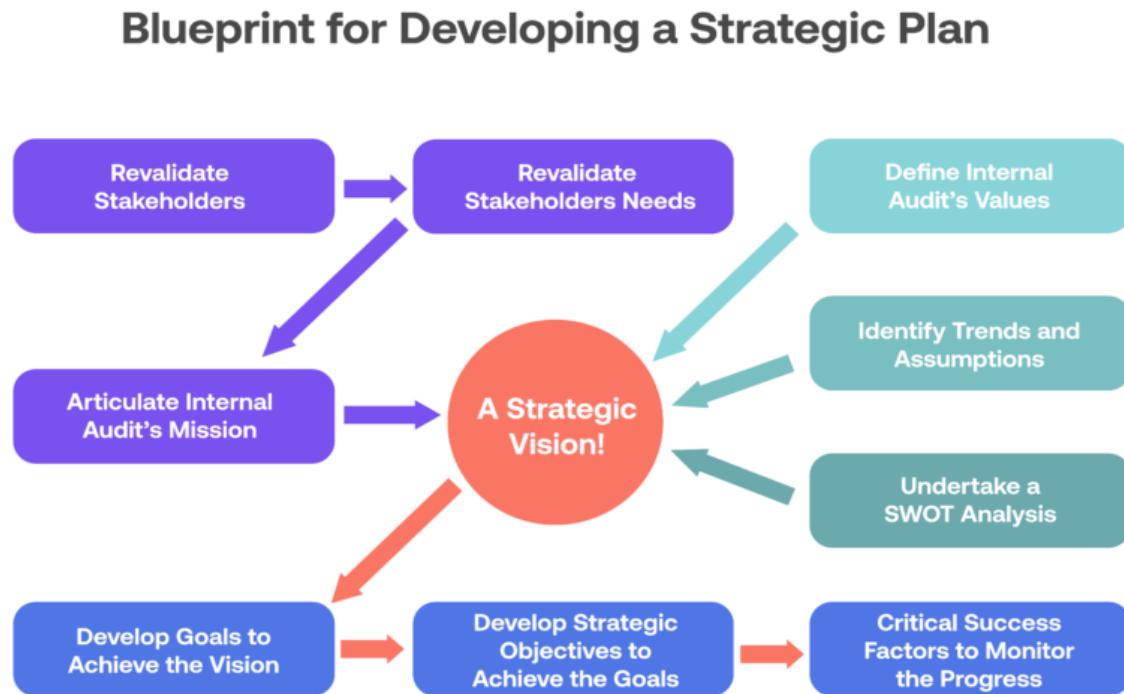 Blueprint for Developing a Strategic Plan
Revalidate
Stakeholders
Revalidate
Stakeholders Needs
Define Internal
Audit's Values
Identify Trends and
Assumptions
Articulate Internal
Audit's Mission
A Strategic
Vision!
Undertake a
SWOT Analysis
Develop Goals to
Achieve the Vision
Develop Strategic
Objectives to
Achieve the Goals
Critical Success
Factors to Monitor
the Progress